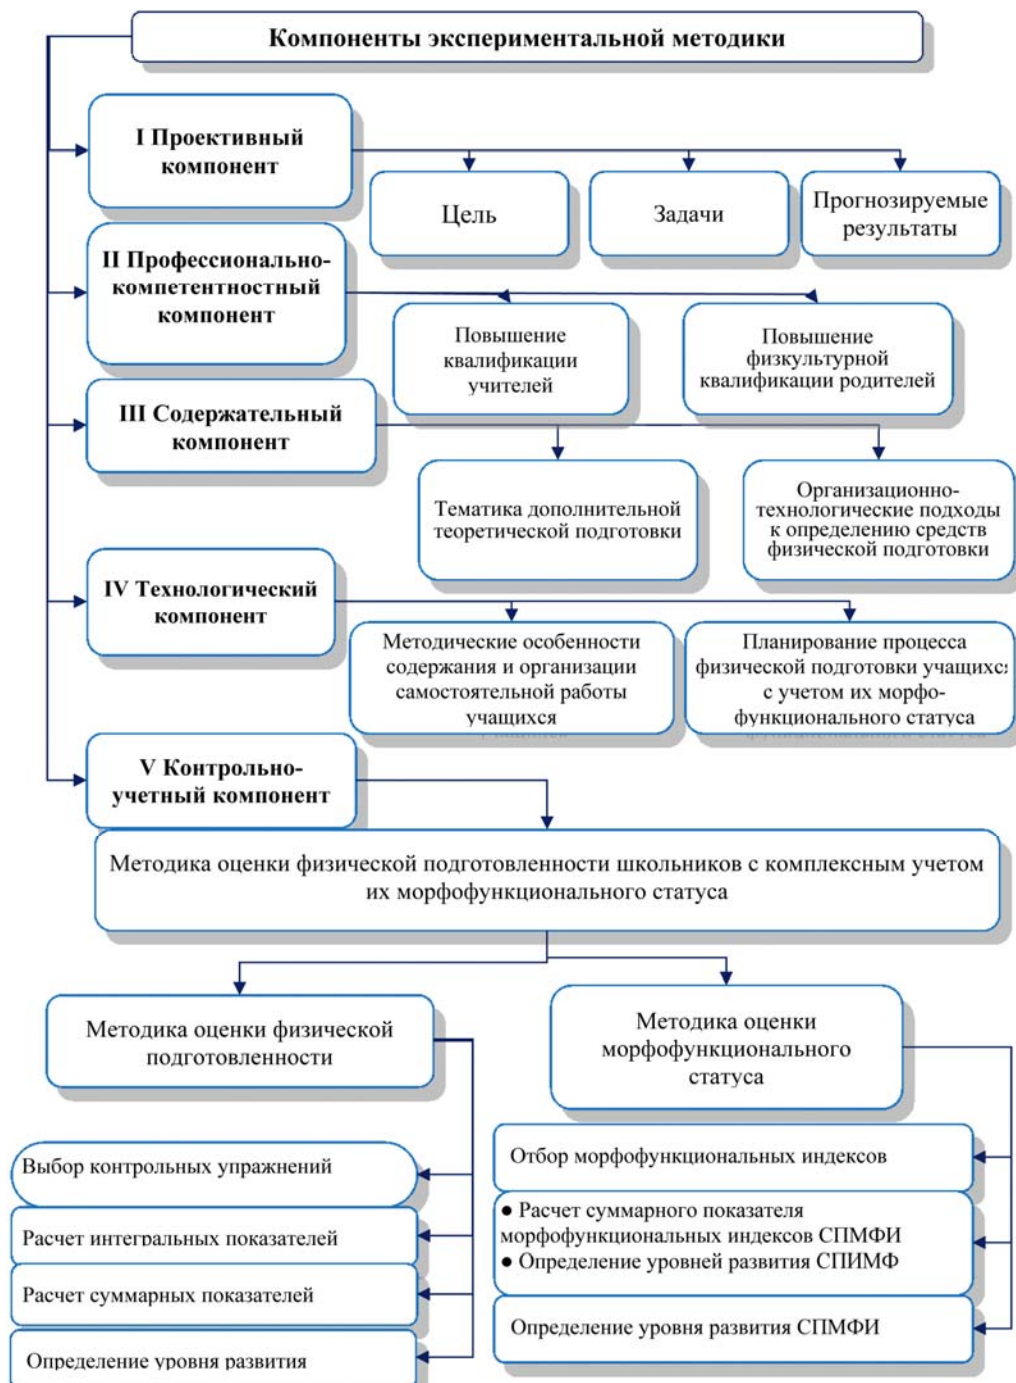 Компоненты экспериментальной методики
I Проективный
компонент
Цель
Задачи
Прогнозируемые
результаты
II Профессионально-
компетентностный
компонент
Повышение
квалификации
учителей
Повышение
физкультурной
квалификации родителей
III Содержательный
компонент
Тематика дополнительной
теоретической подготовки
Организационно-
технологические подходы
к определению средств
физической подготовки
IV Технологический
компонент
Методические особенности
содержания и организации
самостоятельной работы
учащихся
Планирование процесса
физической подготовки учащихся
с учетом их морфо-
функционального статуса
V Контрольно-
учетный компонент
Методика оценки физической подготовленности школьников с комплексным учетом
их морфофункционального статуса
Методика оценки физической
подготовленности
Методика оценки
морфофункционального
статуса
Выбор контрольных упражнений
Расчет интегральных показателей
Расчет суммарных показателей
Определение уровня развития
Отбор морфофункциональных индексов
● Расчет суммарного показателя
морфофункциональных индексов СПМФИ
● Определение уровней развития СПИМФ
Определение уровня развития СПМФИ